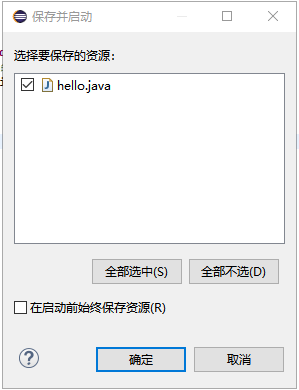 保存并启动
选择要保存的资源：
hello.java
全部选中(S)
全部不选(D)
在启动前始终保存资源(R)
确定
取消